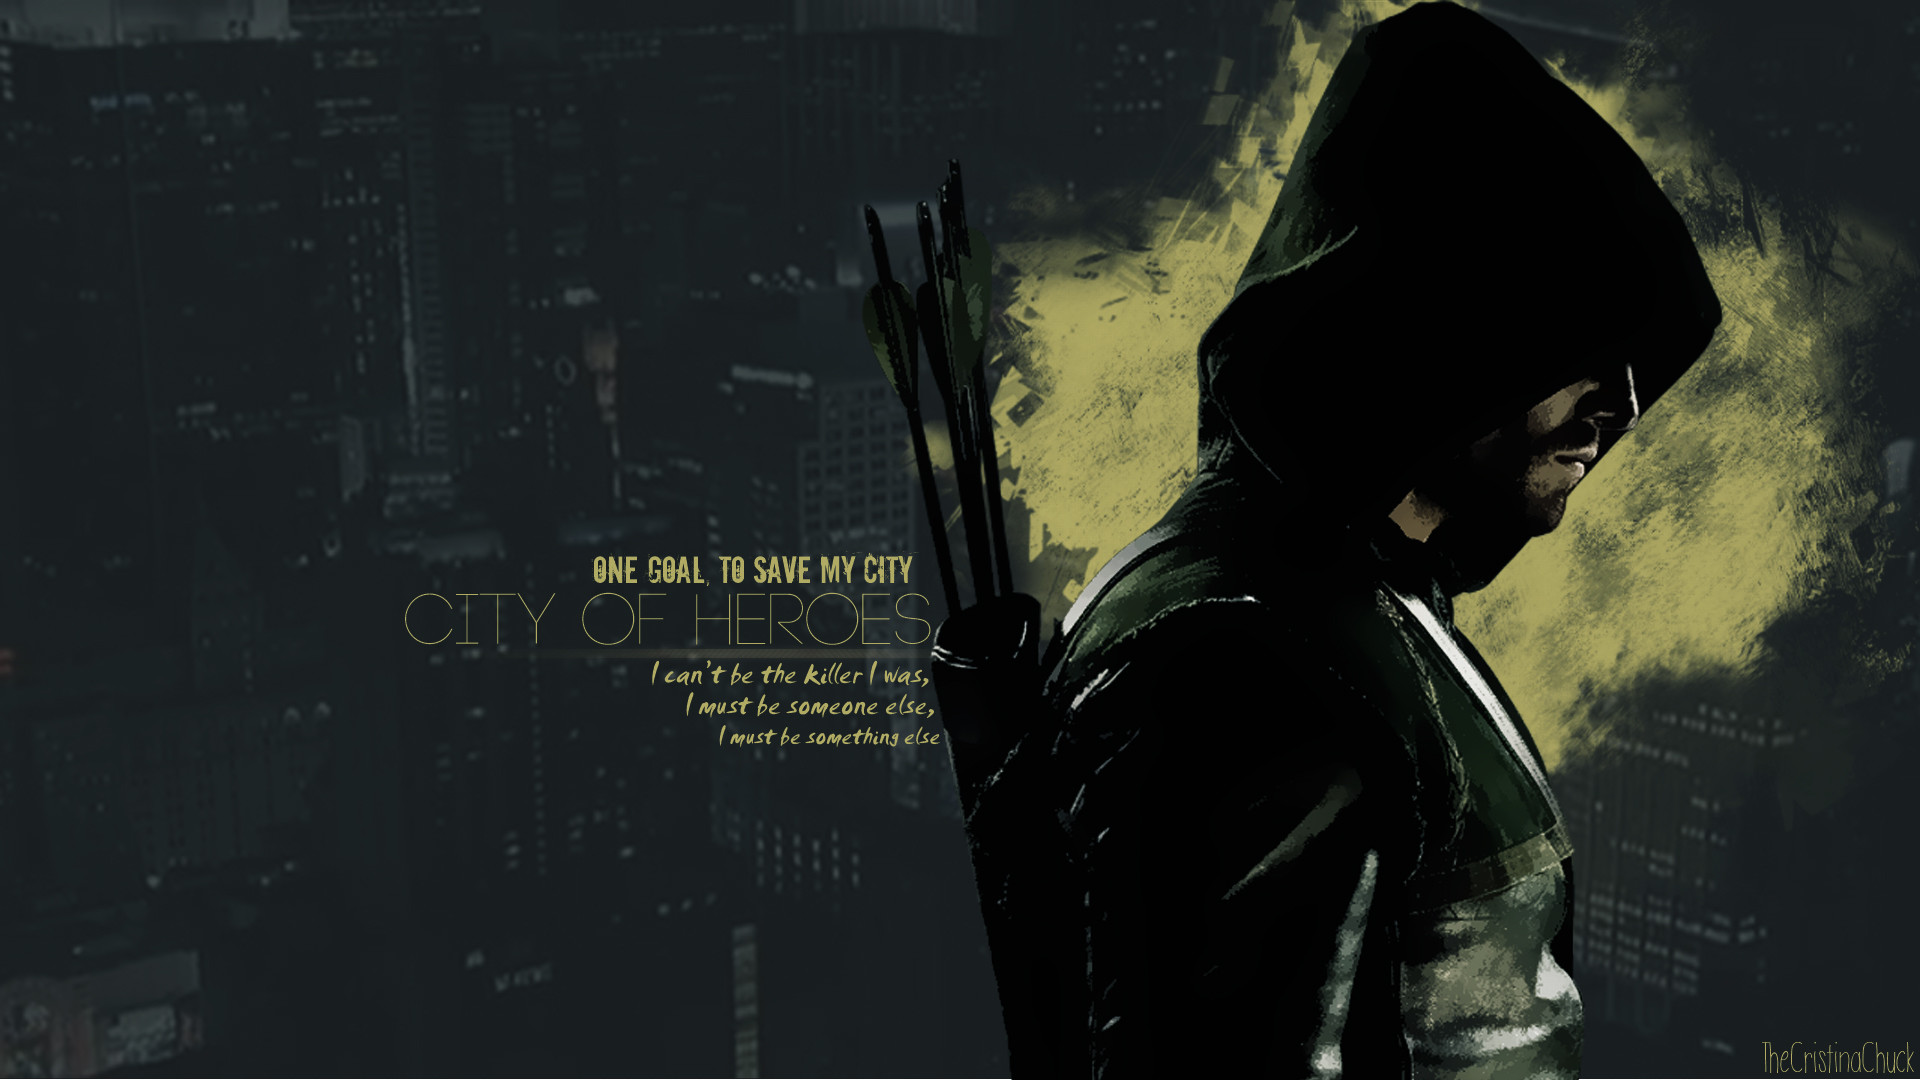 ONE GOAL, TO SAVE MY CITY
CITY OF HEROES
I can't be the killer I was,
I must be someone else,
I must be something else
TheCristinaChuck